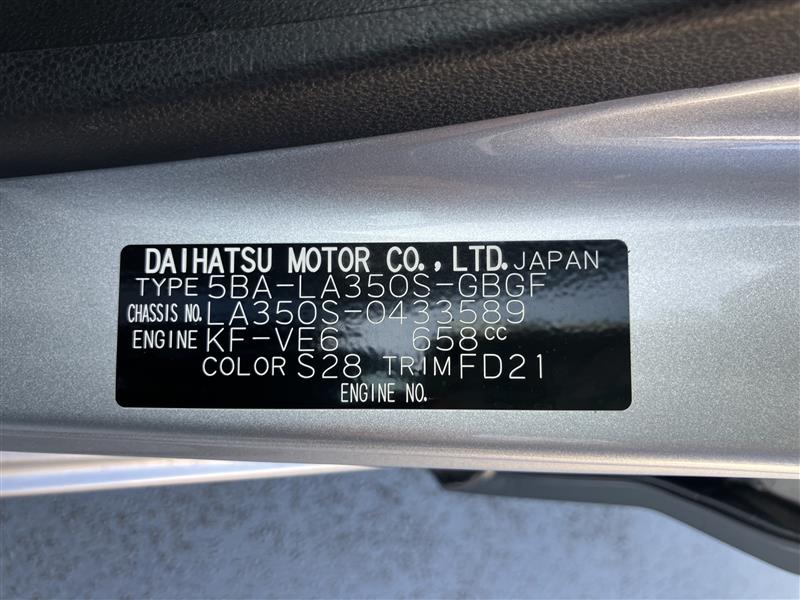 DAIHATSU MOTOR CO., LTD. JAPAN
TYPE 5BA-LA350S-GBGF
CHASSIS NO. LA350S-0433589
ENGINE KF-VE6 658cc
COLOR S28 TRIM FD21
ENGINE NO.